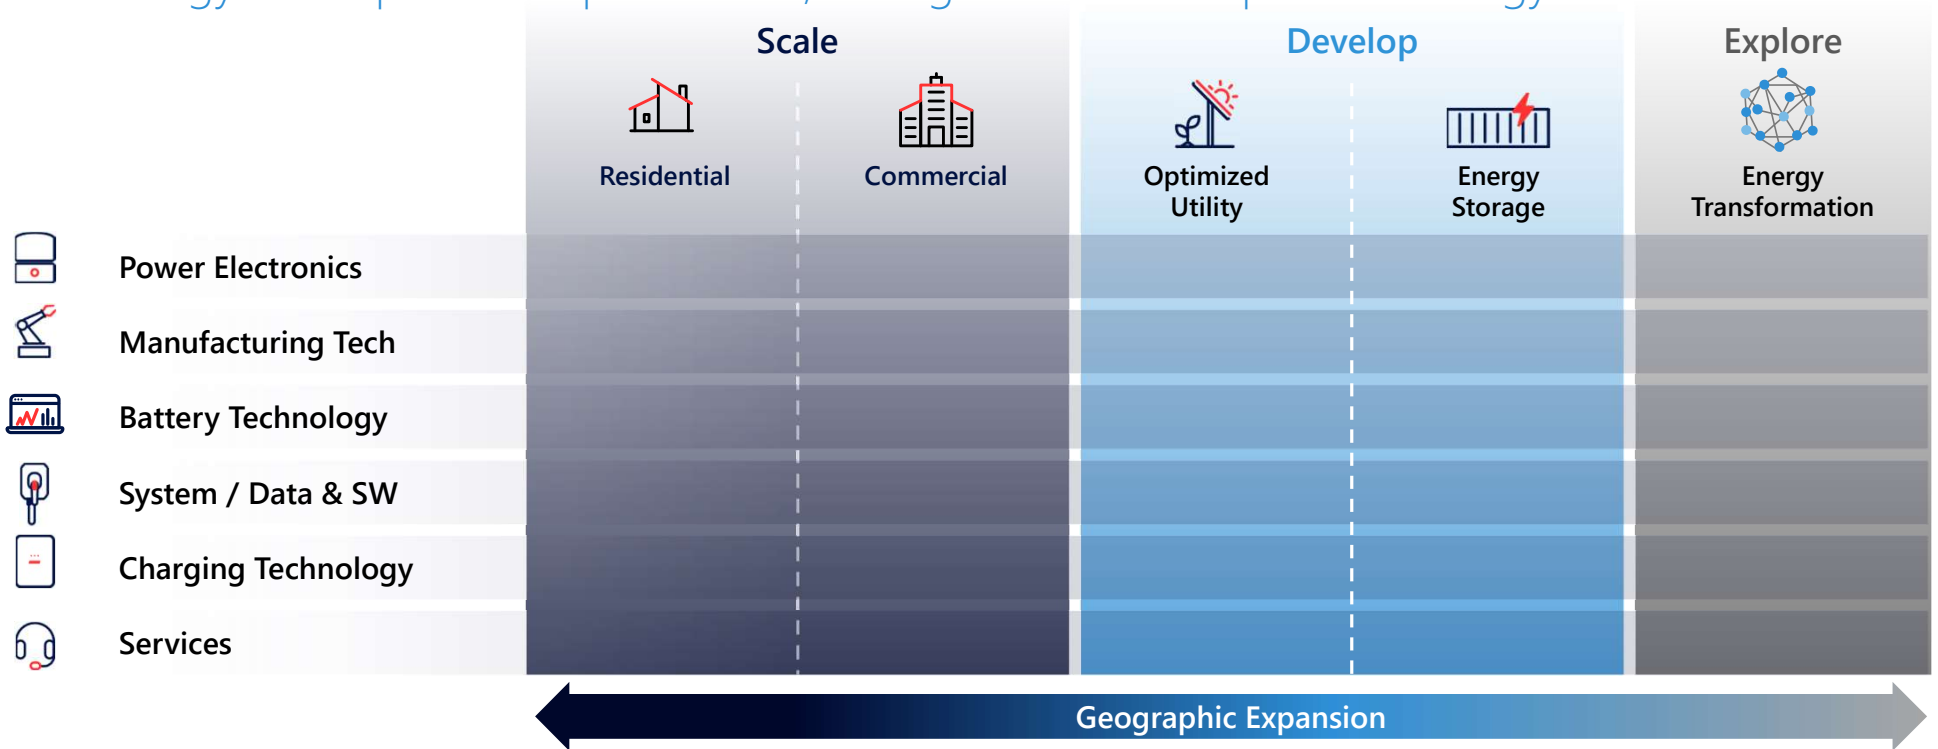 Scale
Develop
Explore
Residential
Commercial
Optimized
Utility
Energy
Storage
Energy
Transformation
Power Electronics
Manufacturing Tech
Battery Technology
System / Data & SW
Charging Technology
Services
Geographic Expansion